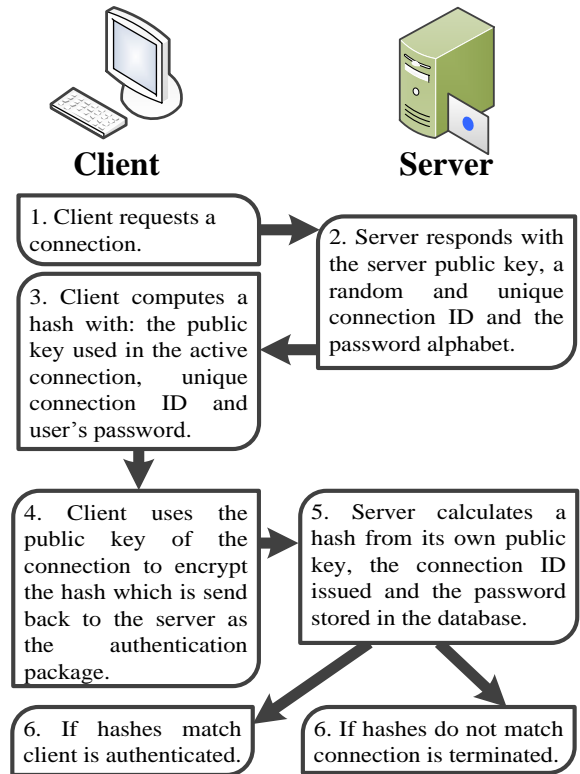 Client
Server
1. Client requests a
connection.
2. Server responds with
the server public key, a
random and unique
connection ID and the
password alphabet.
3. Client computes a
hash with: the public
key used in the active
connection, unique
connection ID and
user's password.
4. Client uses the
public key of the
connection to encrypt
the hash which is send
back to the server as
the authentication
package.
5. Server calculates a
hash from its own public
key, the connection ID
issued and the password
stored in the database.
6. If hashes match
client is authenticated.
6. If hashes do not match
connection is terminated.